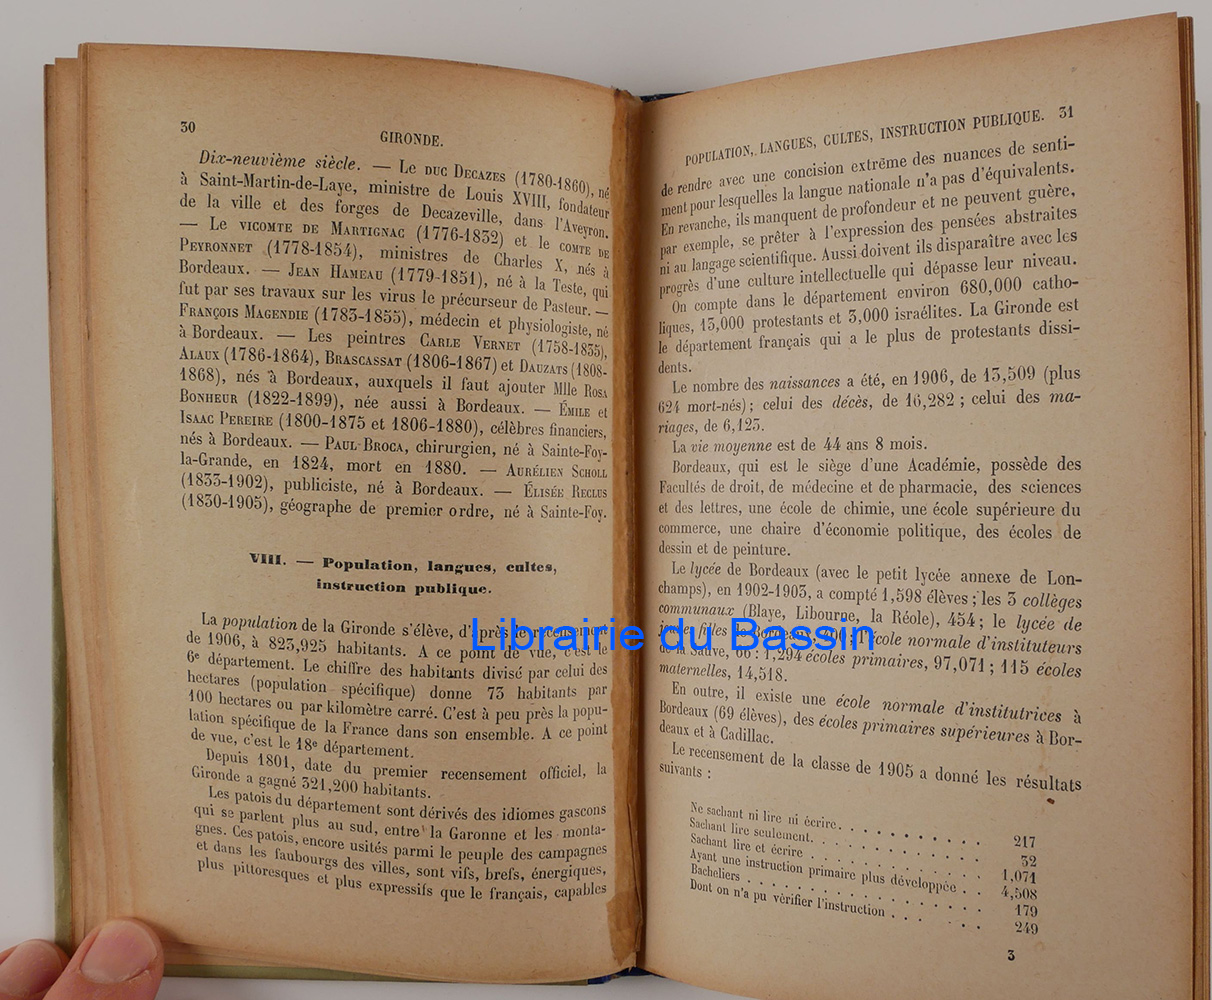 30
GIRONDE.
Dix-neuvième siècle. — Le duc Decazes (1780-1860), né
à Saint-Martin-de-Laye, ministre de Louis XVIII, fondateur
de la ville et des forges de Decazeville, dans l'Aveyron.
— Le vicomte de Martignac (1776-1832) et le comte de
Peyronnet (1778-1854), ministres de Charles X, nés à
Bordeaux. — Jean Hameau (1779-1851), né à la Teste, qui
fut par ses travaux sur les virus le précurseur de Pasteur. —
François Magendie (1783-1855), médecin et physiologiste, né
à Bordeaux. — Les peintres Carle Vernet (1758-1835),
Alaux (1786-1864), Brascassat (1806-1867) et Dauzats (1808-
1868), nés à Bordeaux, auxquels il faut ajouter Mlle Rosa
Bonheur (1822-1899), née aussi à Bordeaux. — Émile et
Isaac Pereire (1800-1875 et 1806-1880), célèbres financiers,
nés à Bordeaux. — Paul Broca, chirurgien, né à Sainte-Foy-
la-Grande, en 1824, mort en 1880. — Aurélien Scholl
(1833-1902), publiciste, né à Bordeaux. — Élisée Reclus
(1830-1905), géographe de premier ordre, né à Sainte-Foy.
VIII. — Population, langues, cultes,
instruction publique.
La population de la Gironde s'élève, d'après le recensement
de 1906, à 823,925 habitants. A ce point de vue, c'est le
6e département. Le chiffre des habitants divisé par celui des
hectares (population spécifique) donne 73 habitants par
100 hectares ou par kilomètre carré. C'est à peu près la popu-
lation spécifique de la France dans son ensemble. A ce point
de vue, c'est le 18e département.
Depuis 1801, date du premier recensement officiel, la
Gironde a gagné 321,200 habitants.
Les patois du département sont dérivés des idiomes gascons
qui se parlent plus au sud, entre la Garonne et les monta-
gnes. Ces patois, encore usités parmi le peuple des campagnes
et dans les faubourgs des villes, sont vifs, brefs, énergiques,
plus pittoresques et plus expressifs que le français, capables
POPULATION, LANGUES, CULTES, INSTRUCTION PUBLIQUE. 31
de rendre avec une concision extrême des nuances de senti-
ment pour lesquelles la langue nationale n'a pas d'équivalents.
En revanche, ils manquent de profondeur et ne peuvent guère,
par exemple, se prêter à l'expression des pensées abstraites
ni au langage scientifique. Aussi doivent ils disparaître avec les
progrès d'une culture intellectuelle qui dépasse leur niveau.
On compte dans le département environ 680,000 catho-
liques, 13,000 protestants et 3,000 israélites. La Gironde est
le département français qui a le plus de protestants dissi-
dents.
Le nombre des naissances a été, en 1906, de 13,509 (plus
624 mort-nés) ; celui des décès, de 16,282 ; celui des ma-
riages, de 6,123.
La vie moyenne est de 44 ans 8 mois.
Bordeaux, qui est le siège d'une Académie, possède des
Facultés de droit, de médecine et de pharmacie, des sciences
et des lettres, une école de chimie, une école supérieure du
commerce, une chaire d'économie politique, des écoles de
dessin et de peinture.
Le lycée de Bordeaux (avec le petit lycée annexe de Lon-
champs), en 1902-1903, a compté 1,598 élèves ; les 3 collèges
communaux (Blaye, Libourne, la Réole), 454 ; le lycée de
jeunes filles de Bordeaux, l'école normale d'instituteurs
de la Sauve, 66 ; 1,294 écoles primaires, 97,071 ; 115 écoles
maternelles, 14,518.
En outre, il existe une école normale d'institutrices à
Bordeaux (69 élèves), des écoles primaires supérieures à Bor-
deaux et à Cadillac.
Le recensement de la classe de 1905 a donné les résultats
suivants :
Ne sachant ni lire ni écrire. . . . . . . . . . . 217
Sachant lire seulement. . . . . . . . . . . . . 32
Sachant lire et écrire . . . . . . . . . . . . . 1,071
Ayant une instruction primaire plus développée . . 4,508
Bacheliers . . . . . . . . . . . . . . . . 179
Dont on n'a pu vérifier l'instruction . . . . . . 249
3
Librairie du Bassin